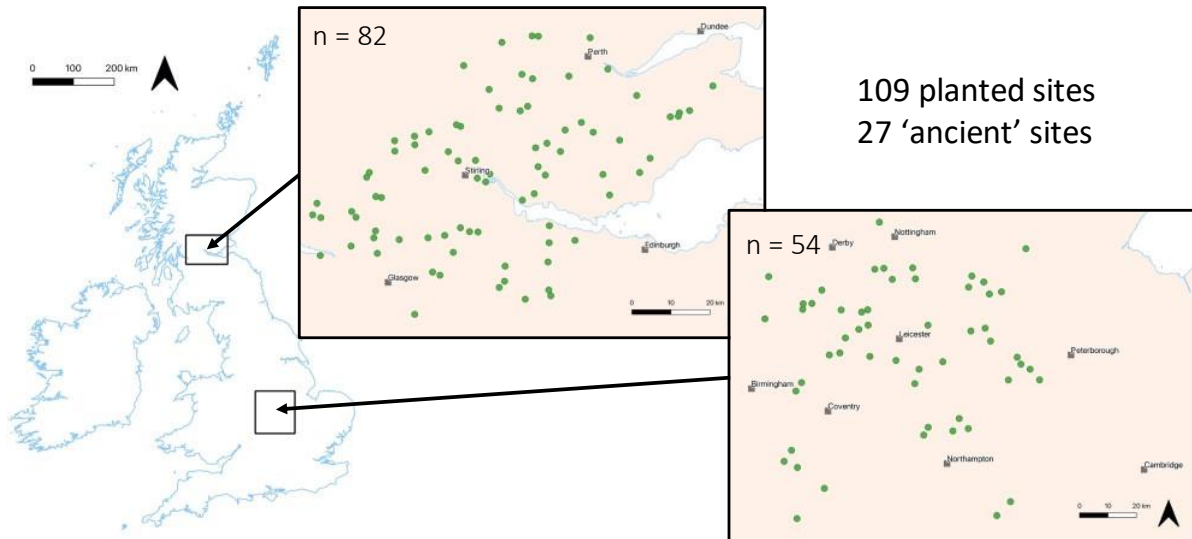 0 100 200 km
n = 82
Dundee
Perth
Stirling
Edinburgh
Glasgow
0 10 20 km
109 planted sites
27 ‘ancient’ sites
n = 54
Nottingham
Derby
Leicester
Peterborough
Birmingham
Coventry
Northampton
Cambridge
0 10 20 km